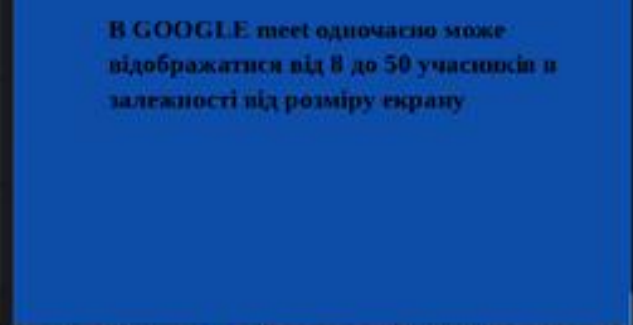 В GOOGLE meet одночасно може
відображатися від 8 до 50 учасників в
залежності від розміру екрану